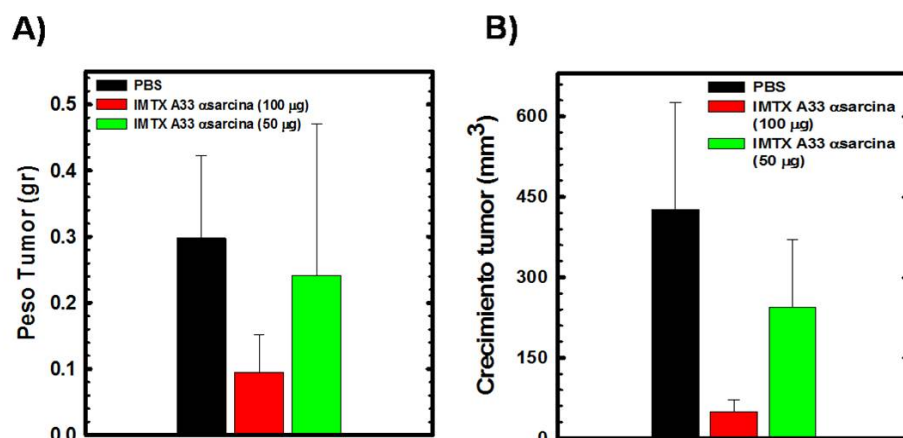 A)
Peso Tumor (gr)
0.5
0.4
0.3
0.2
0.1
0.0
PBS
IMTX A33 αsarcina (100 μg)
IMTX A33 αsarcina (50 μg)
B)
Crecimiento tumor (mm³)
600
450
300
150
0
PBS
IMTX A33 αsarcina
(100 μg)
IMTX A33 αsarcina
(50 μg)